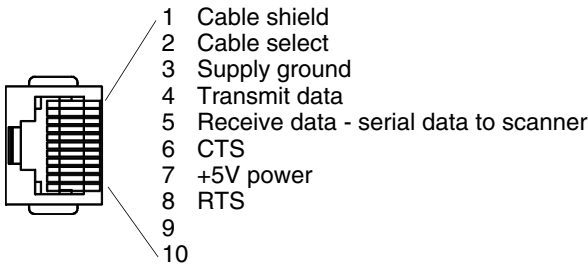 1 Cable shield
2 Cable select
3 Supply ground
4 Transmit data
5 Receive data - serial data to scanner
6 CTS
7 +5V power
8 RTS
9
10